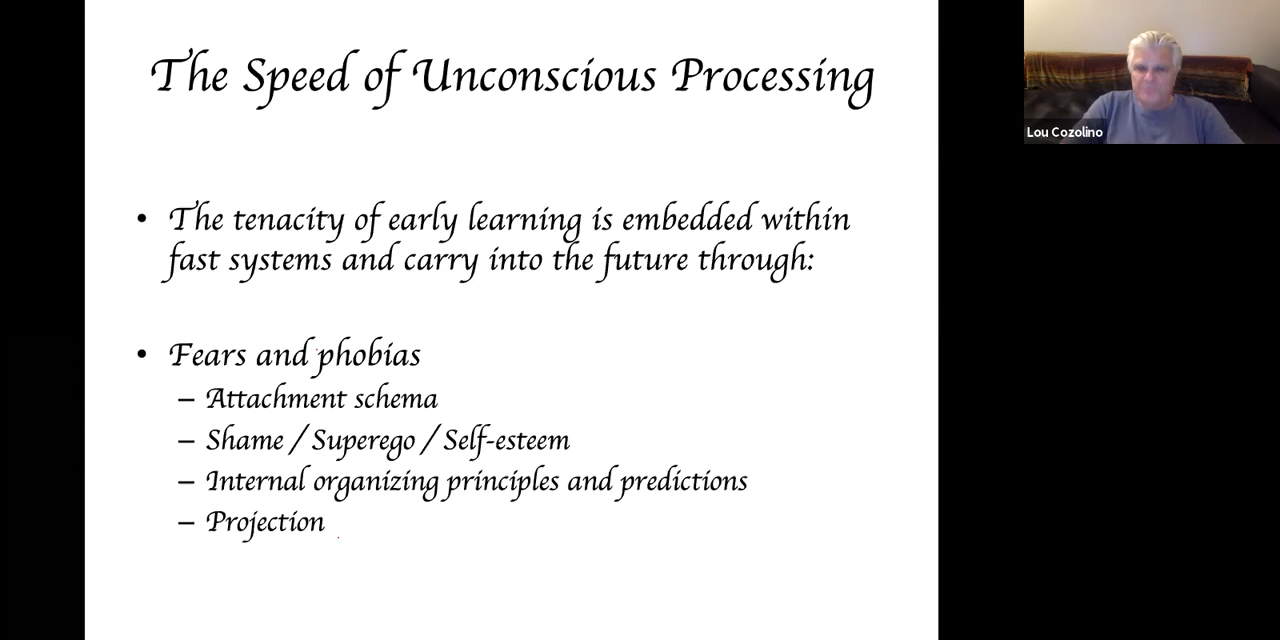 The Speed of Unconscious Processing
• The tenacity of early learning is embedded within
fast systems and carry into the future through:
• Fears and phobias
– Attachment schema
– Shame / Superego / Self-esteem
– Internal organizing principles and predictions
– Projection
Lou Cozolino